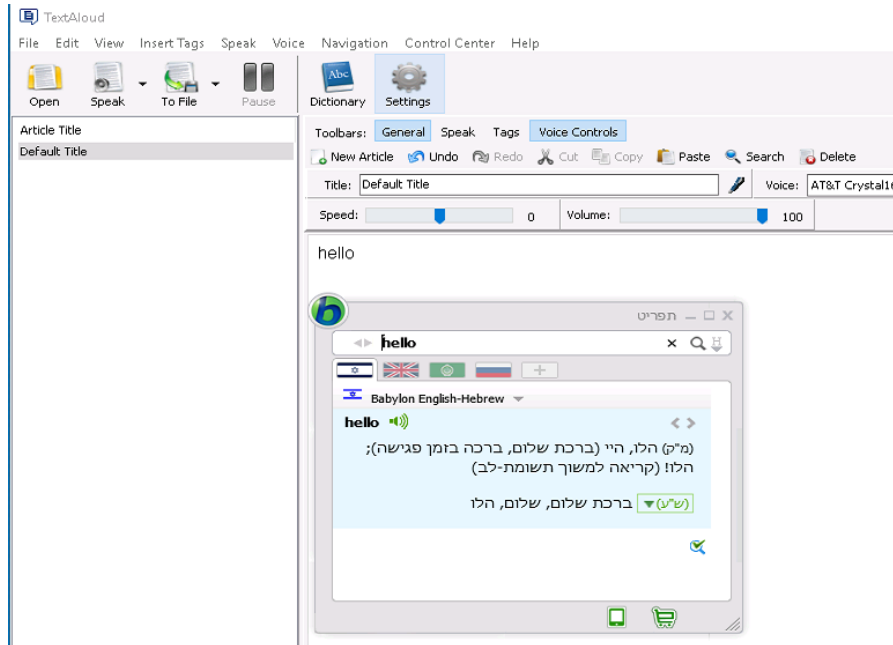 TextAloud
File Edit View Insert Tags Speak Voice Navigation Control Center Help
Open Speak To File Pause Dictionary Settings
Article Title
Default Title
Toolbars: General Speak Tags Voice Controls
New Article Undo Redo Cut Copy Paste Search Delete
Title: Default Title Voice: AT&T Crystal16
Speed: 0 Volume: 100
hello
תפריט
hello
Babylon English-Hebrew
hello
(מ"ק) הלו, היי (ברכת שלום, ברכה בזמן פגישה);
הלו! (קריאה למשוך תשומת-לב)
(ש"ע) ברכת שלום, שלום, הלו